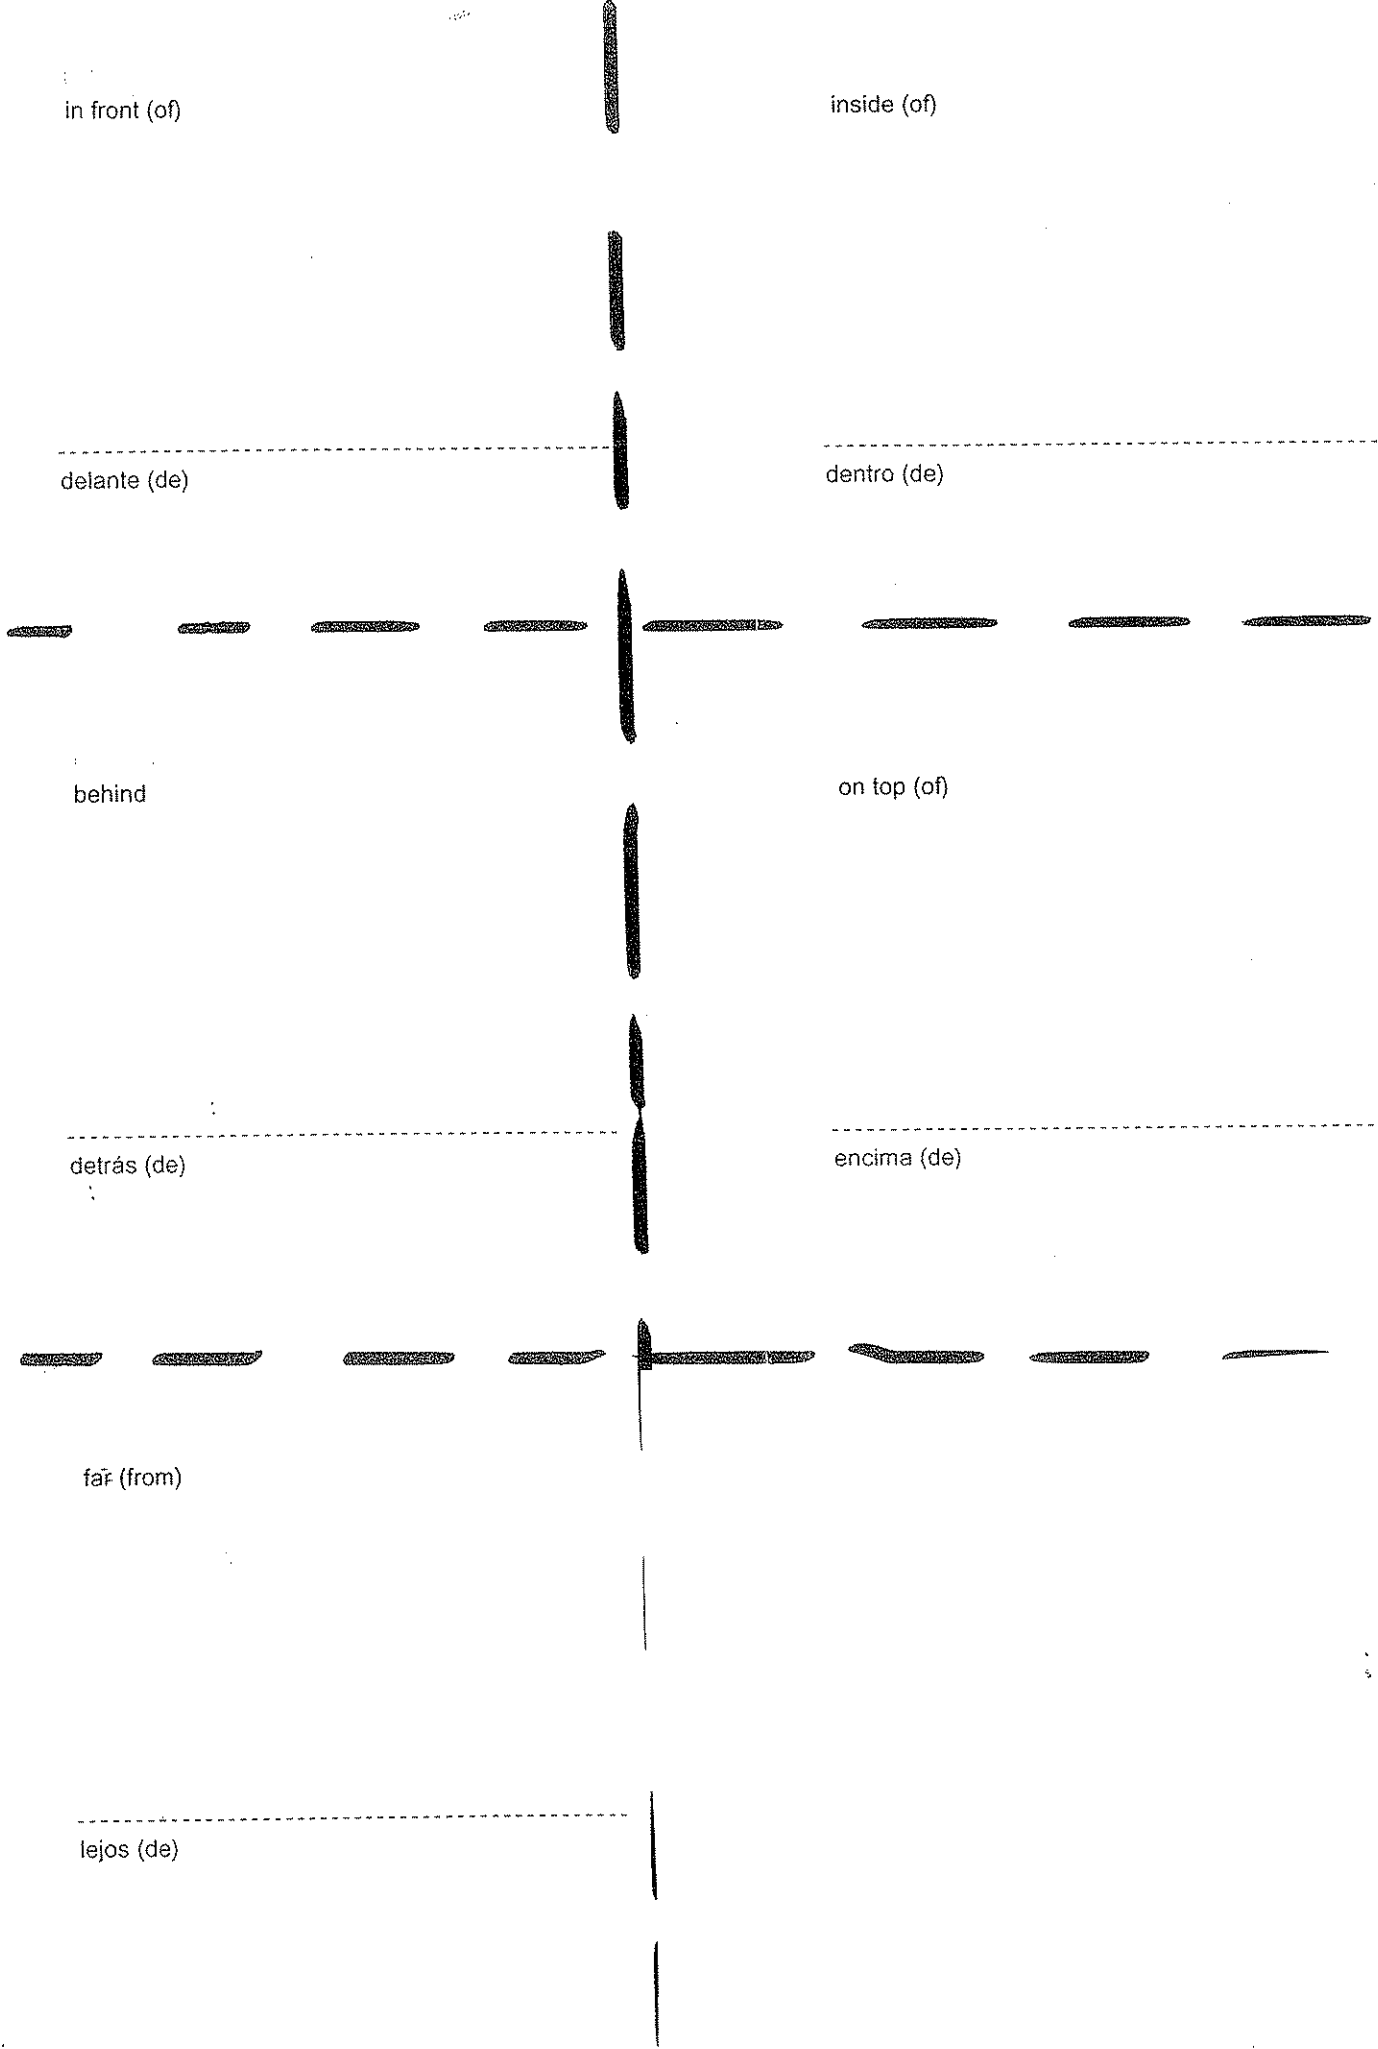 in front (of)
inside (of)
delante (de)
dentro (de)
behind
on top (of)
detrás (de)
encima (de)
far (from)
lejos (de)